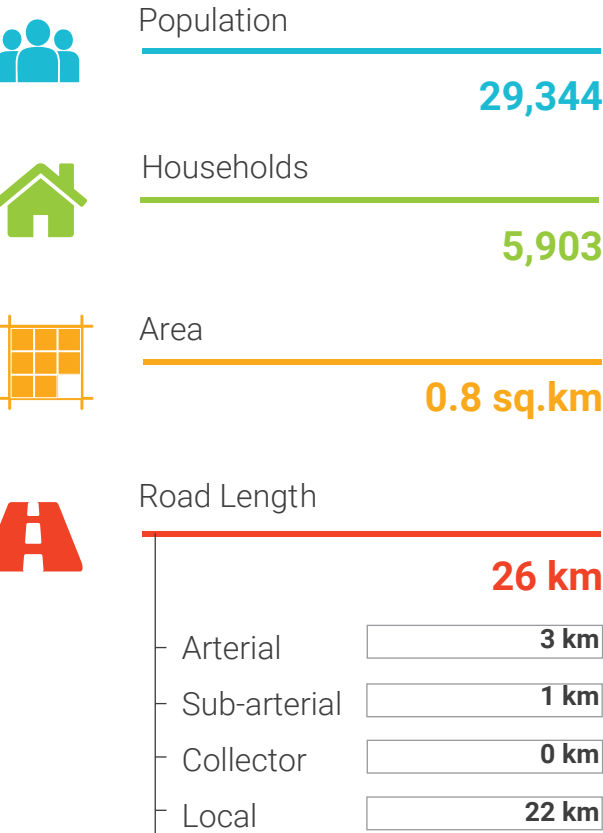 Population
29,344
Households
5,903
Area
0.8 sq.km
Road Length
26 km
Arterial 3 km
Sub-arterial 1 km
Collector 0 km
Local 22 km